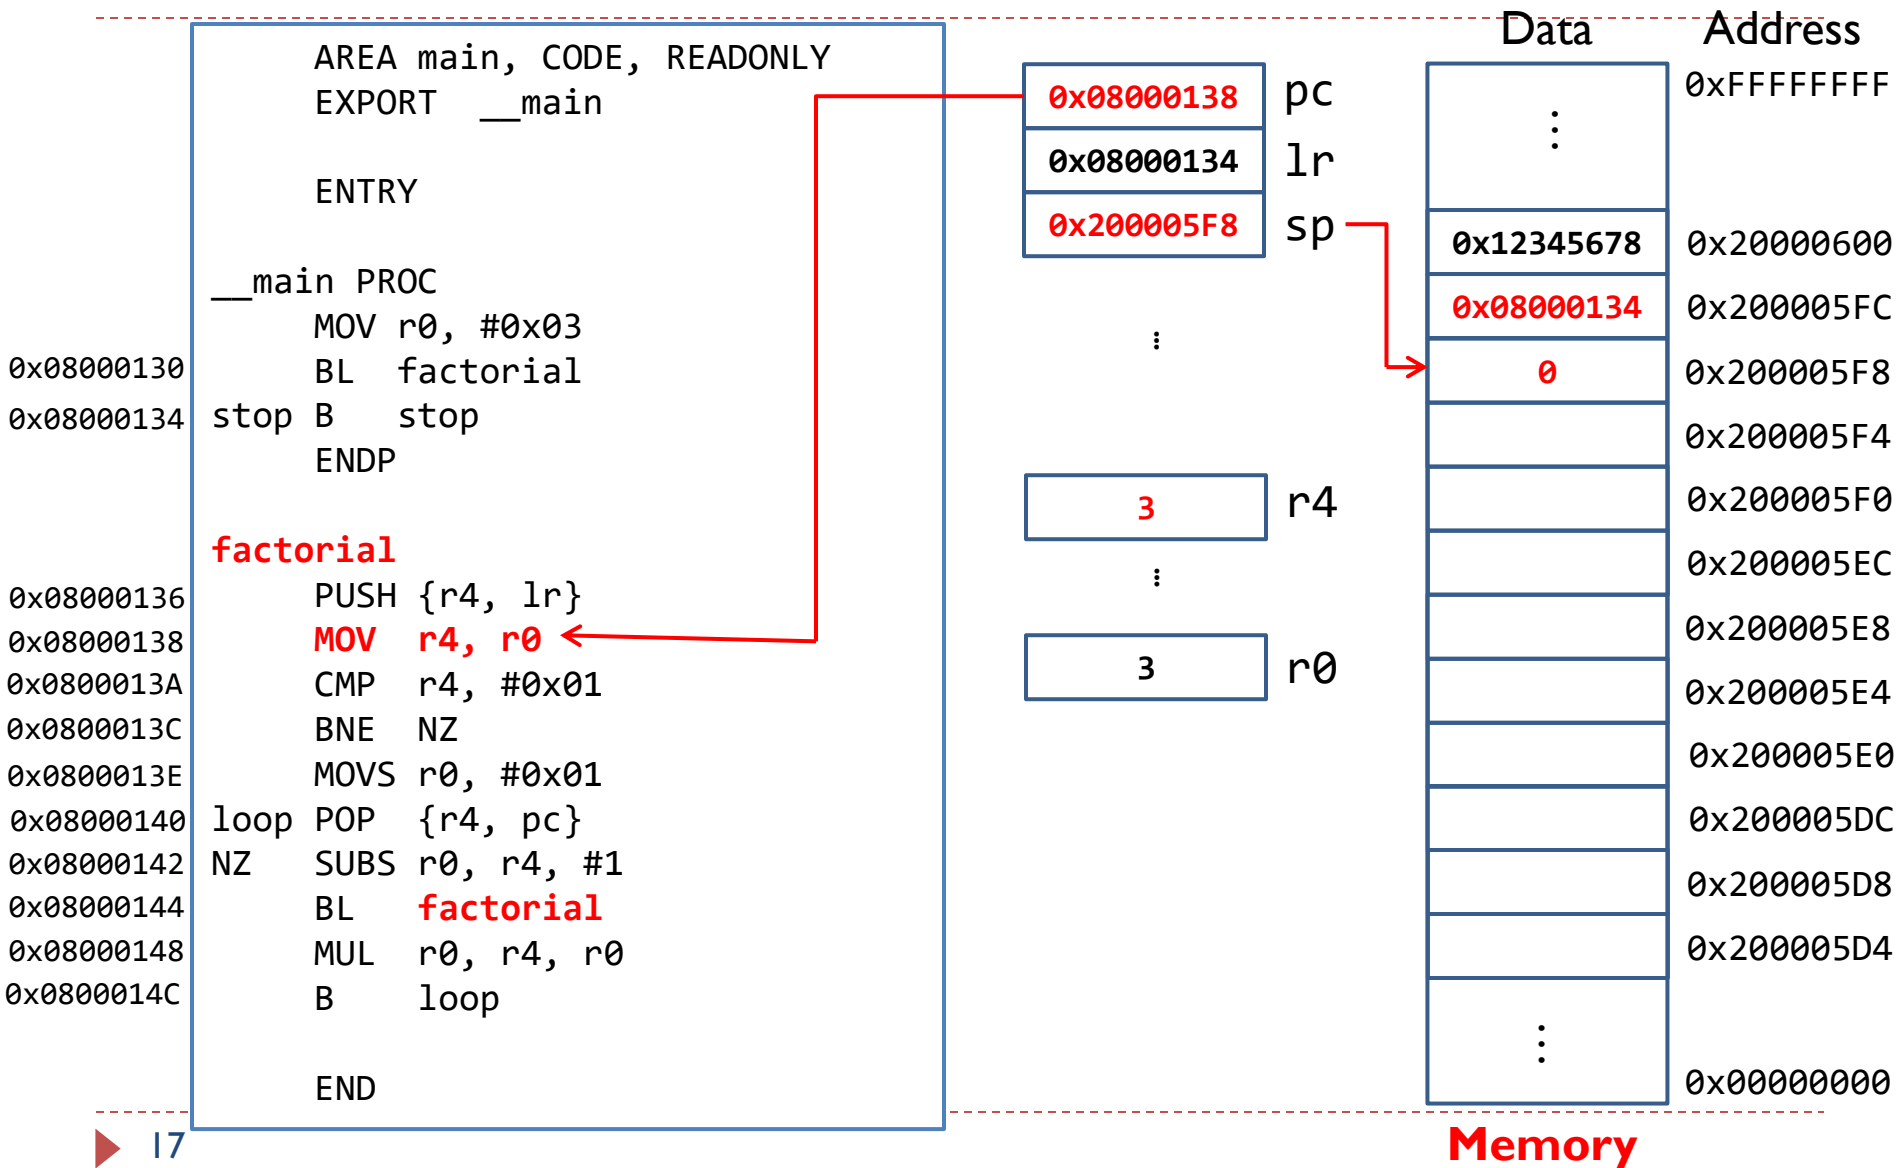 Data Address
AREA main, CODE, READONLY
EXPORT __main
ENTRY
__main PROC
MOV r0, #0x03
0x08000130 BL factorial
0x08000134 stop B stop
ENDP
factorial
0x08000136 PUSH {r4, lr}
0x08000138 MOV r4, r0
0x0800013A CMP r4, #0x01
0x0800013C BNE NZ
0x0800013E MOVS r0, #0x01
0x08000140 loop POP {r4, pc}
0x08000142 NZ SUBS r0, r4, #1
0x08000144 BL factorial
0x08000148 MUL r0, r4, r0
0x0800014C B loop
END
0x08000138 pc
0x08000134 lr
0x200005F8 sp
⋮
3 r4
⋮
3 r0
0xFFFFFFFF
⋮
0x12345678 0x20000600
0x08000134 0x200005FC
0 0x200005F8
0x200005F4
0x200005F0
0x200005EC
0x200005E8
0x200005E4
0x200005E0
0x200005DC
0x200005D8
0x200005D4
⋮
0x00000000
Memory
17